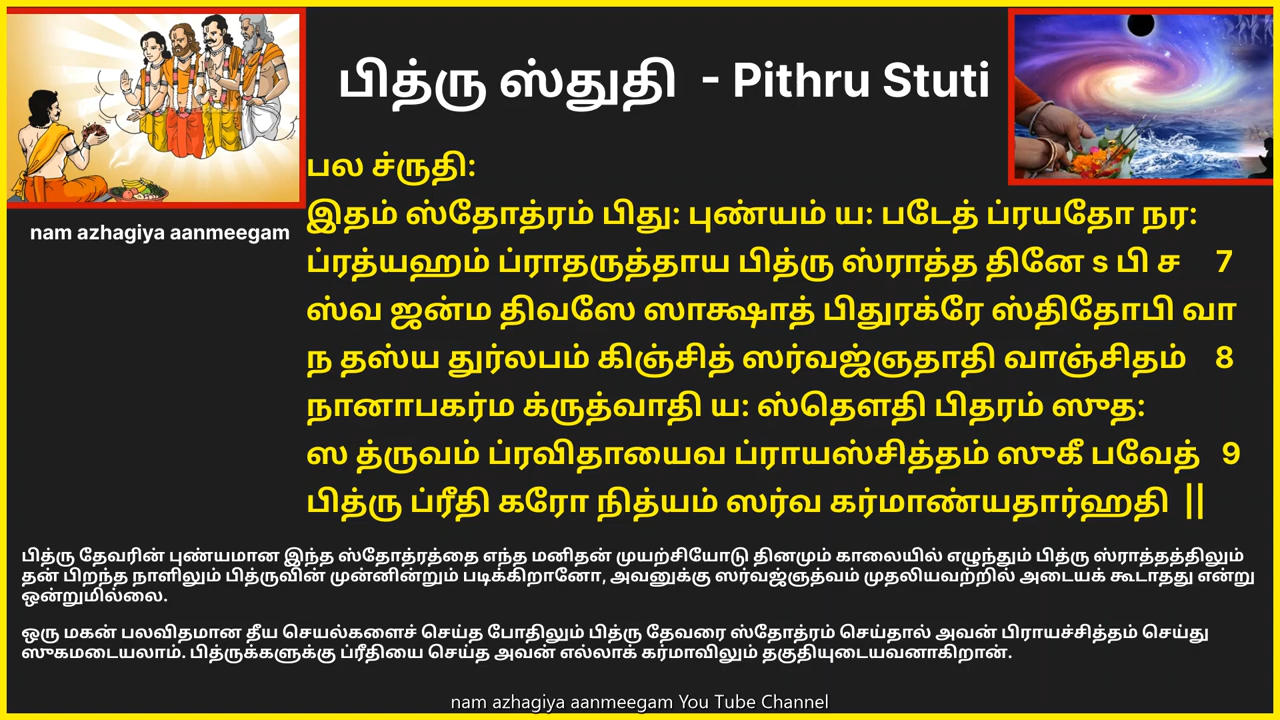 பித்ரு ஸ்துதி - Pithru Stuti
nam azhagiya aanmeegam
பல ச்ருதி:
இதம் ஸ்தோத்ரம் பிது: புண்யம் ய: படேத் ப்ரயதோ நர:
ப்ரத்யஹம் ப்ராதருத்தாய பித்ரு ஸ்ராத்த தினே s பி ச 7
ஸ்வ ஜன்ம திவஸே ஸாக்ஷாத் பிதுரக்ரே ஸ்திதோபி வா
ந தஸ்ய துர்லபம் கிஞ்சித் ஸர்வஜ்ஞதாதி வாஞ்சிதம் 8
நானாபகர்ம க்ருத்வாதி ய: ஸ்தௌதி பிதரம் ஸுத:
ஸ த்ருவம் ப்ரவிதாயைவ ப்ராயஸ்சித்தம் ஸுகீ பவேத் 9
பித்ரு ப்ரீதி கரோ நித்யம் ஸர்வ கர்மாண்யதார்ஹதி ||
பித்ரு தேவரின் புண்யமான இந்த ஸ்தோத்ரத்தை எந்த மனிதன் முயற்சியோடு தினமும் காலையில் எழுந்தும் பித்ரு ஸ்ராத்தத்திலும்
தன் பிறந்த நாளிலும் பித்ருவின் முன்னின்றும் படிக்கிறானோ, அவனுக்கு ஸர்வஜ்ஞத்வம் முதலியவற்றில் அடையக் கூடாதது என்று
ஒன்றுமில்லை.
ஒரு மகன் பலவிதமான தீய செயல்களைச் செய்த போதிலும் பித்ரு தேவரை ஸ்தோத்ரம் செய்தால் அவன் பிராயச்சித்தம் செய்து
ஸுகமடையலாம். பித்ருக்களுக்கு ப்ரீதியை செய்த அவன் எல்லாக் கர்மாவிலும் தகுதியுடையவனாகிறான்.
nam azhagiya aanmeegam You Tube Channel